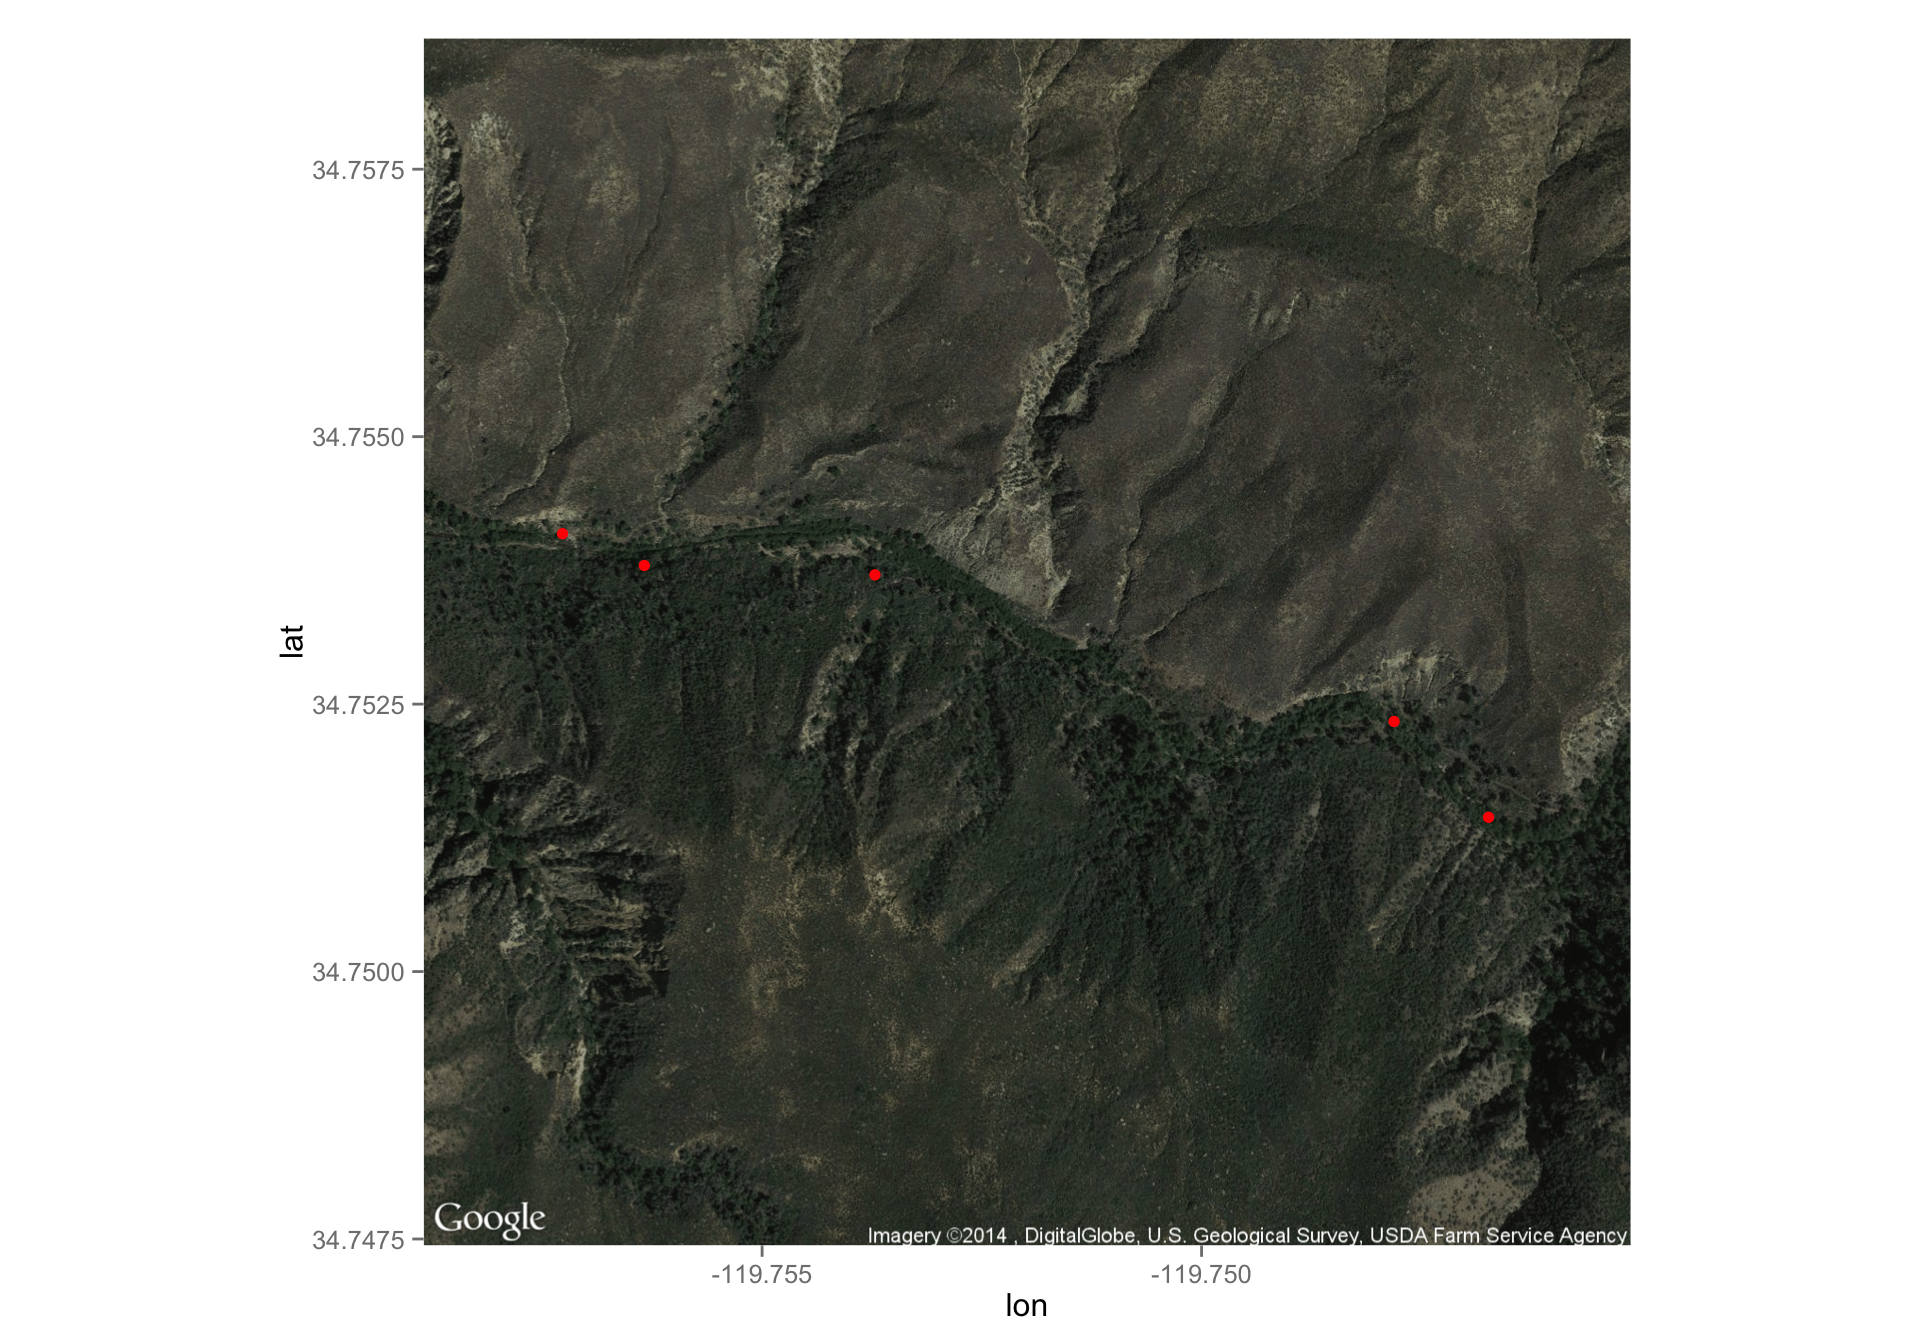 34.7575
34.7550
lat
34.7525
34.7500
34.7475
Google
Imagery ©2014 , DigitalGlobe, U.S. Geological Survey, USDA Farm Service Agency
-119.755
-119.750
lon